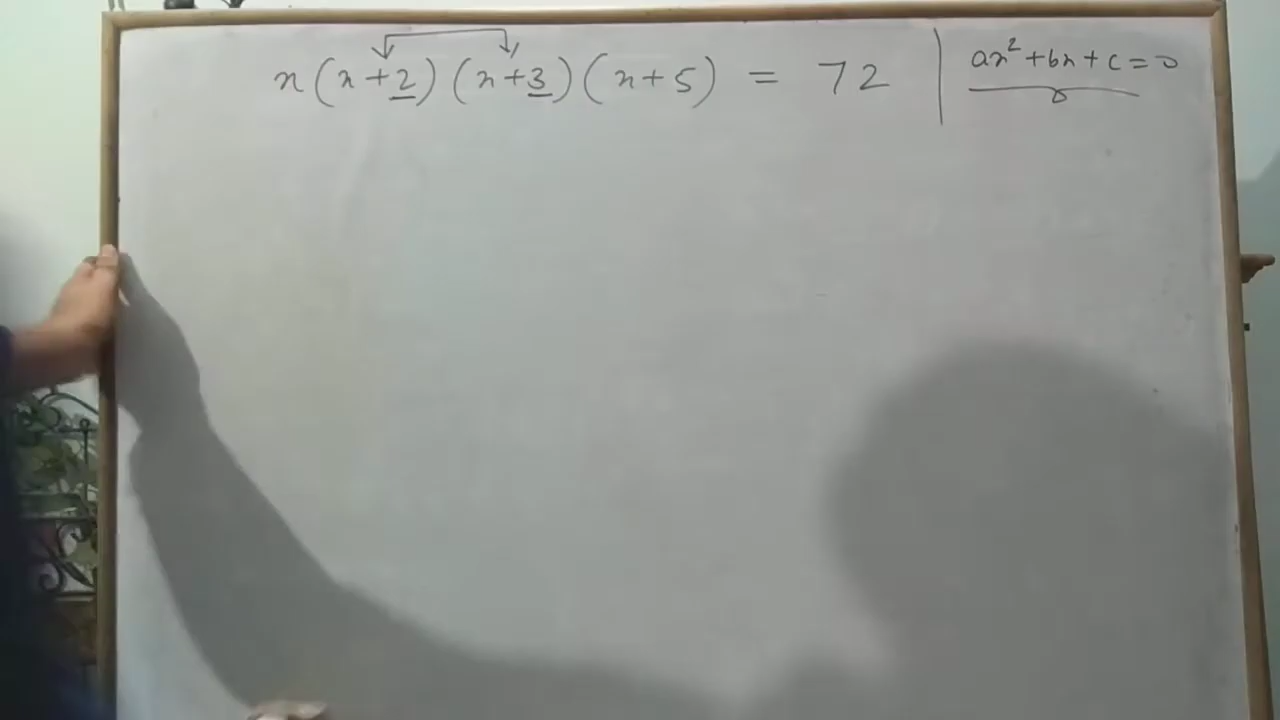 x(x+2)(x+3)(x+5) = 72
ax²+bx+c=0